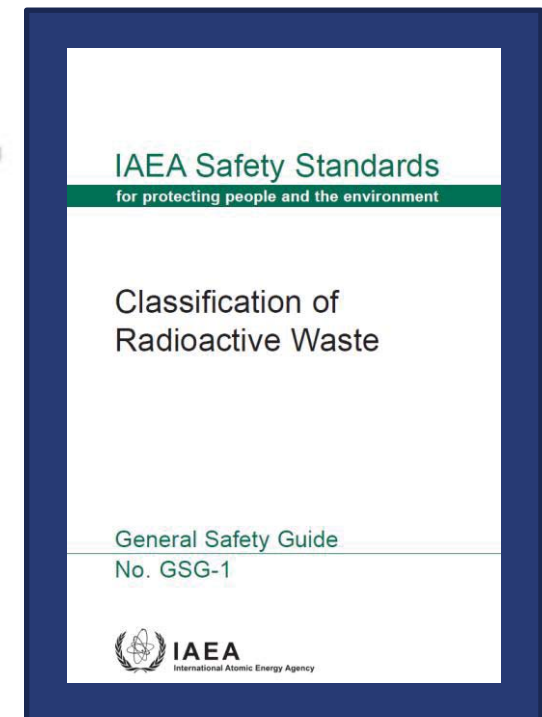 IAEA Safety Standards
for protecting people and the environment
Classification of
Radioactive Waste
General Safety Guide
No. GSG-1
IAEA
International Atomic Energy Agency